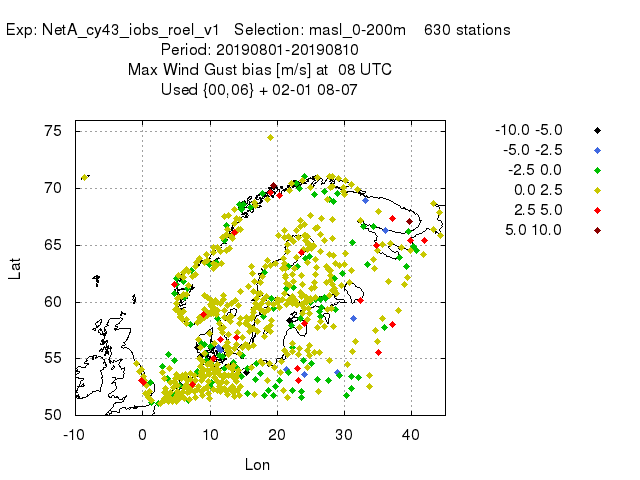 Exp: NetA_cy43_iobs_roel_v1 Selection: masl_0-200m 630 stations
Period: 20190801-20190810
Max Wind Gust bias [m/s] at 08 UTC
Used {00,06} + 02-01 08-07
-10.0 -5.0
-5.0 -2.5
-2.5 0.0
0.0 2.5
2.5 5.0
5.0 10.0
75
70
65
60
55
50
Lat
-10 0 10 20 30 40
Lon